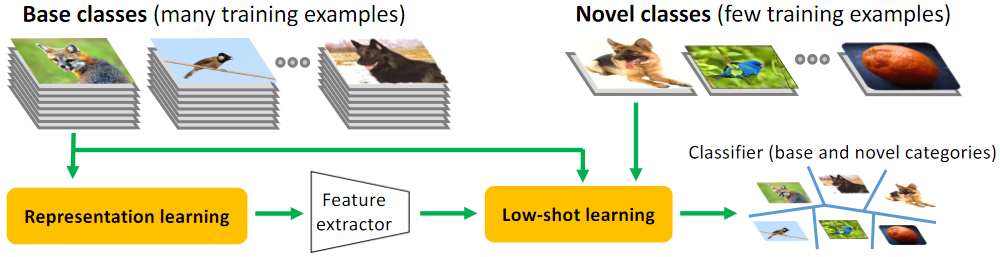 Base classes (many training examples)
Novel classes (few training examples)
Classifier (base and novel categories)
Representation learning
Feature
extractor
Low-shot learning